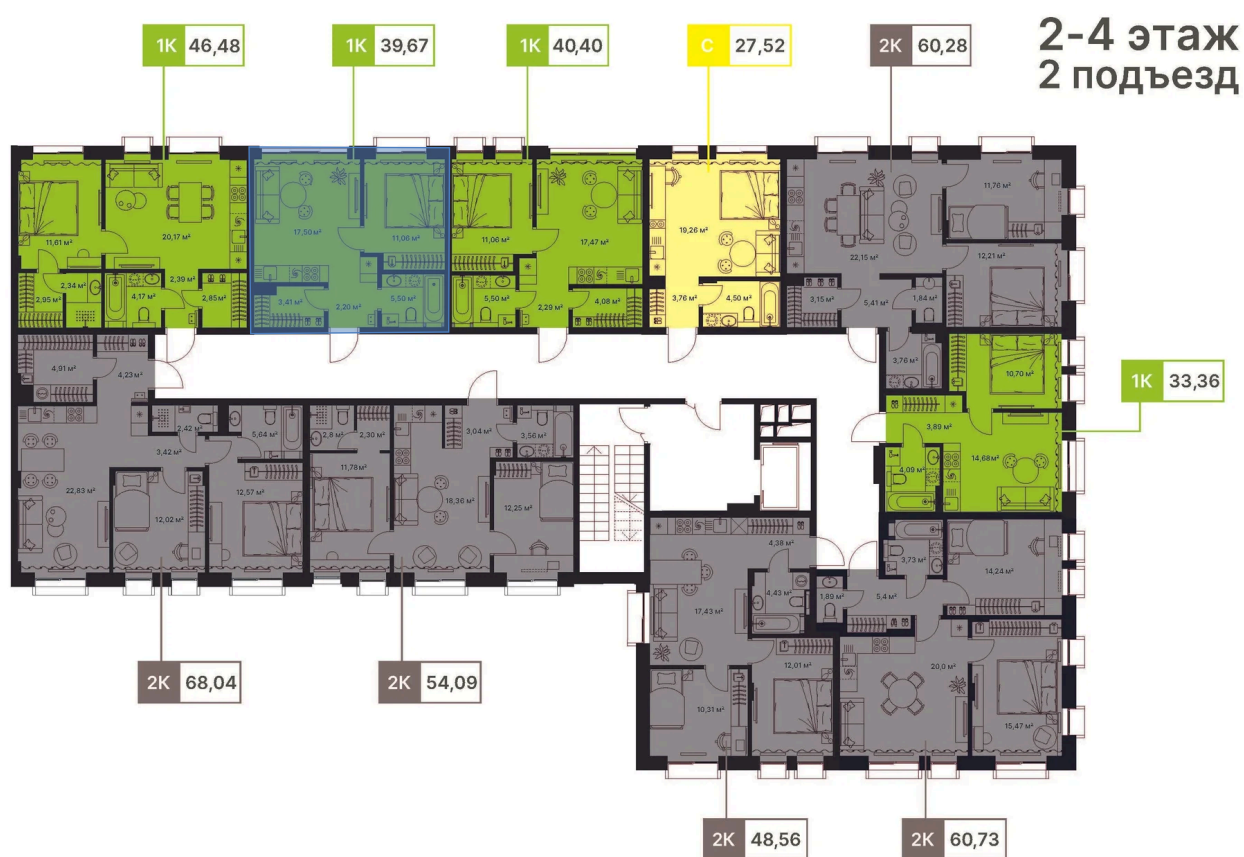 2-4 этаж
2 подъезд
1К 46,48
1К 39,67
1К 40,40
С 27,52
2К 60,28
11,61 м²
20,17 м²
2,34 м²
2,95 м²
4,17 м²
2,39 м²
2,85 м²
17,50 м²
11,06 м²
3,41 м²
2,20 м²
5,50 м²
11,06 м²
17,47 м²
5,50 м²
2,29 м²
4,08 м²
19,26 м²
3,76 м²
4,50 м²
11,76 м²
22,15 м²
12,21 м²
3,15 м²
5,41 м²
1,84 м²
3,76 м²
10,70 м²
3,89 м²
14,68 м²
4,09 м²
1К 33,36
4,91 м²
4,23 м²
2,42 м²
5,64 м²
3,42 м²
22,83 м²
12,02 м²
12,57 м²
2,8 м²
2,30 м²
3,04 м²
3,56 м²
11,78 м²
18,36 м²
12,25 м²
4,38 м²
4,43 м²
17,43 м²
12,01 м²
10,31 м²
1,89 м²
5,4 м²
3,73 м²
14,24 м²
20,0 м²
15,47 м²
2К 68,04
2К 54,09
2К 48,56
2К 60,73